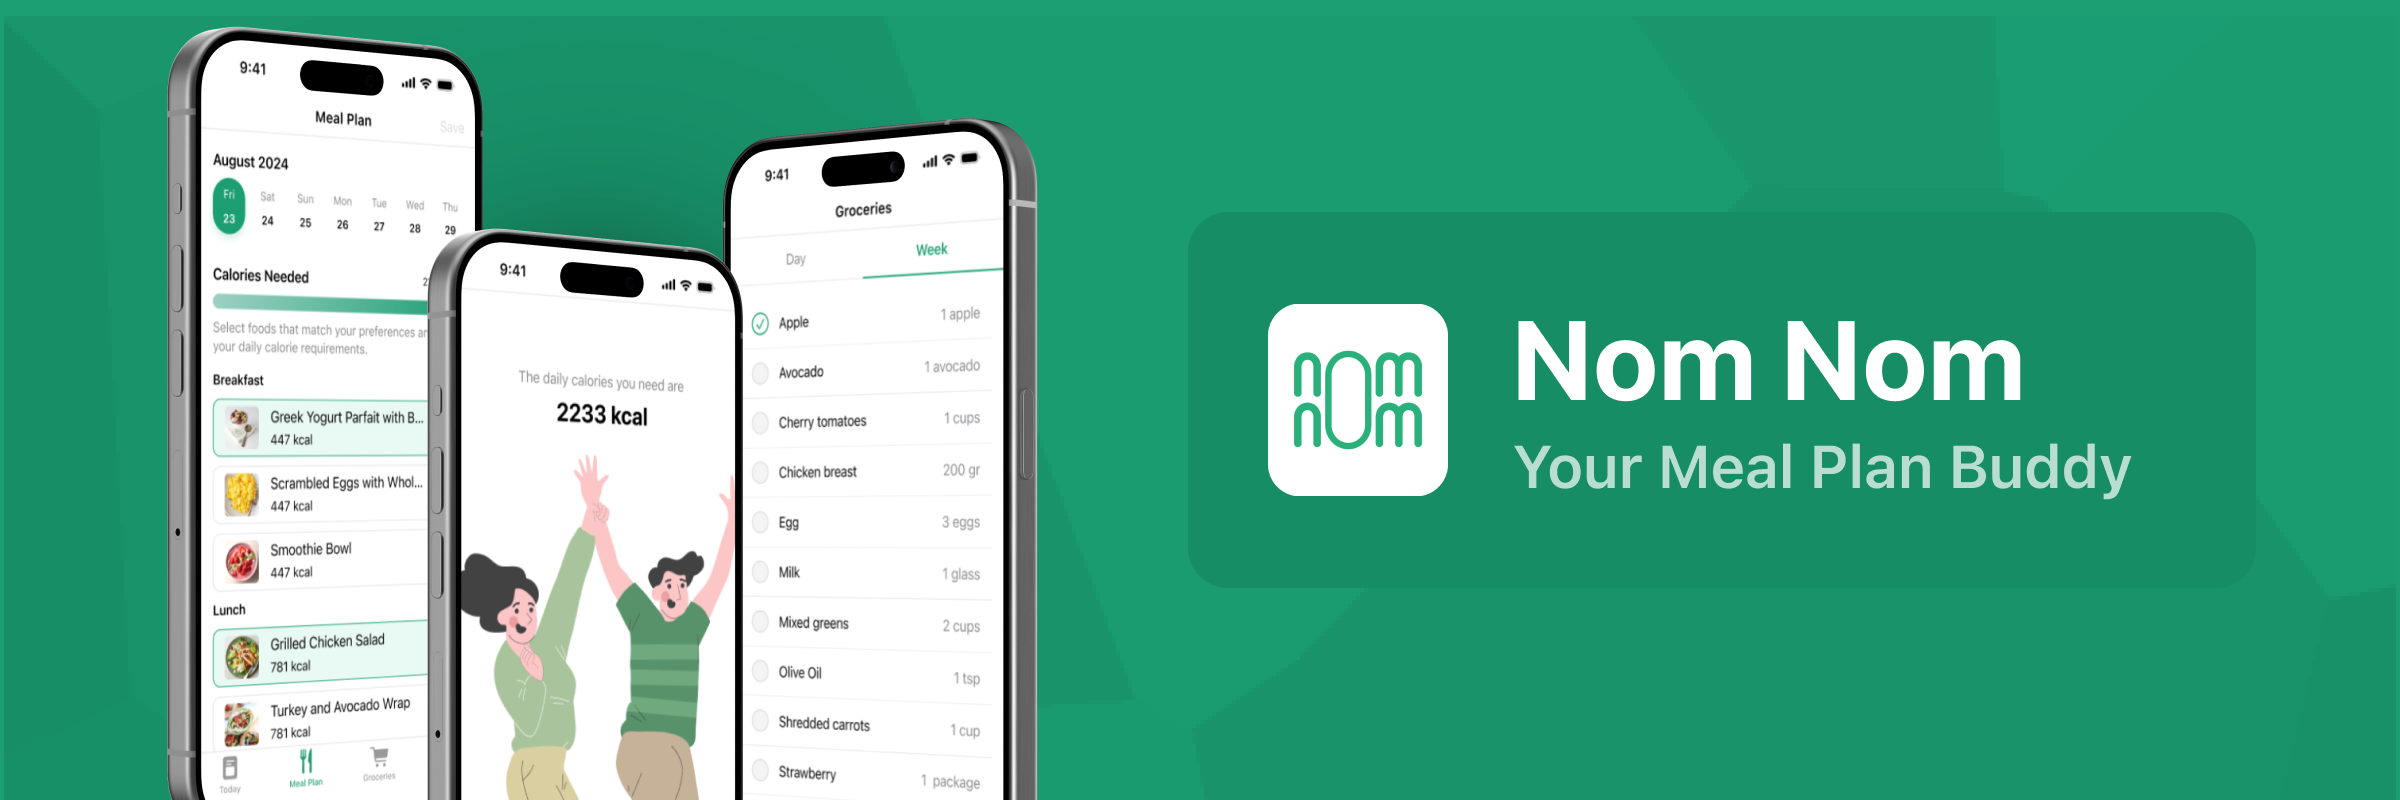 9:41
Meal Plan
Save
August 2024
Fri Sat Sun Mon Tue Wed Thu
23 24 25 26 27 28 29
Calories Needed
Select foods that match your preferences
your daily calorie requirements.
Breakfast
Greek Yogurt Parfait with B...
447 kcal
Scrambled Eggs with Whol...
447 kcal
Smoothie Bowl
447 kcal
Lunch
Grilled Chicken Salad
781 kcal
Turkey and Avocado Wrap
781 kcal
Today Meal Plan Groceries
9:41
The daily calories you need are
2233 kcal
9:41
Groceries
Day Week
Apple 1 apple
Avocado 1 avocado
Cherry tomatoes 1 cups
Chicken breast 200 gr
Egg 3 eggs
Milk 1 glass
Mixed greens 2 cups
Olive Oil 1 tsp
Shredded carrots 1 cup
Strawberry 1 package
nom
nom
Nom Nom
Your Meal Plan Buddy